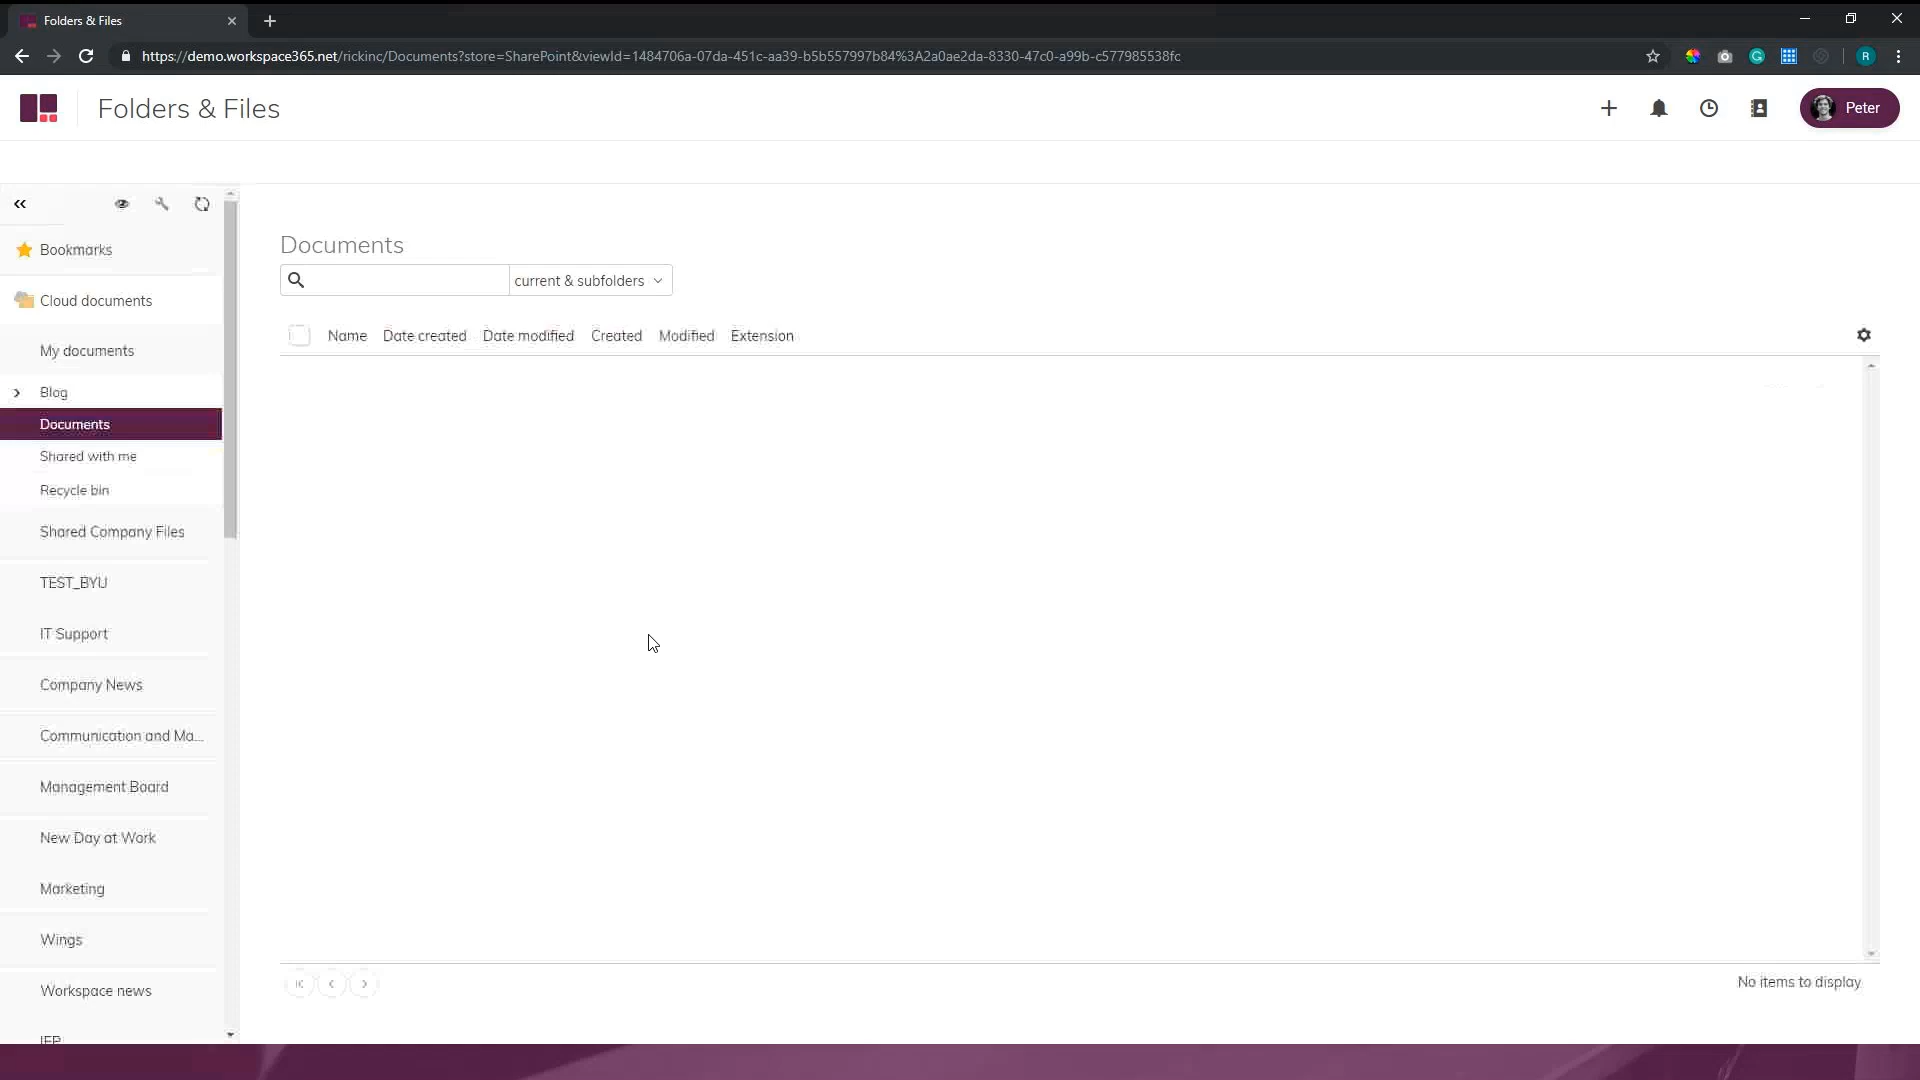 Folders & Files
https://demo.workspace365.net/rickinc/Documents?store=SharePoint&viewId=1484706a-07da-451c-aa39-b5b557997b84%3A2a0ae2da-8330-47c0-a99b-c577985538fc
R
Folders & Files
Peter
Bookmarks
Cloud documents
My documents
Blog
Documents
Shared with me
Recycle bin
Shared Company Files
TEST_BYU
IT Support
Company News
Communication and Ma...
Management Board
New Day at Work
Marketing
Wings
Workspace news
Documents
current & subfolders
Name Date created Date modified Created Modified Extension
No items to display